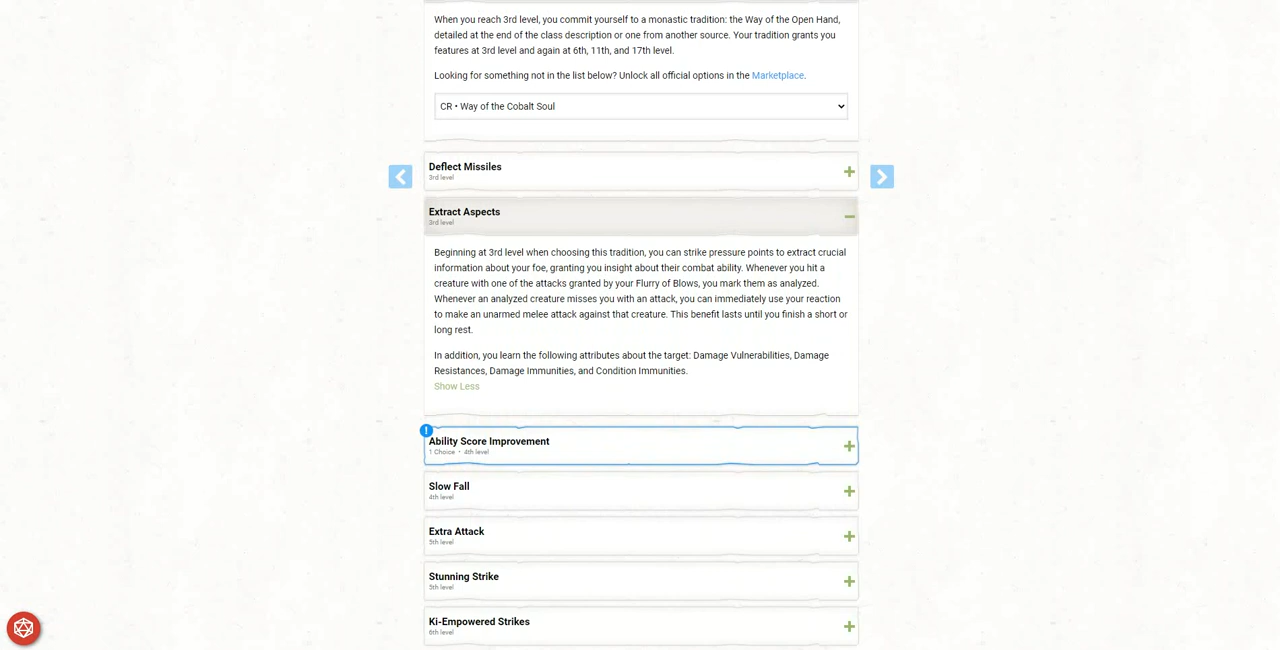 When you reach 3rd level, you commit yourself to a monastic tradition: the Way of the Open Hand,
detailed at the end of the class description or one from another source. Your tradition grants you
features at 3rd level and again at 6th, 11th, and 17th level.
Looking for something not in the list below? Unlock all official options in the Marketplace.
CR • Way of the Cobalt Soul
Deflect Missiles
3rd level
Extract Aspects
3rd level
Beginning at 3rd level when choosing this tradition, you can strike pressure points to extract crucial
information about your foe, granting you insight about their combat ability. Whenever you hit a
creature with one of the attacks granted by your Flurry of Blows, you mark them as analyzed.
Whenever an analyzed creature misses you with an attack, you can immediately use your reaction
to make an unarmed melee attack against that creature. This benefit lasts until you finish a short or
long rest.
In addition, you learn the following attributes about the target: Damage Vulnerabilities, Damage
Resistances, Damage Immunities, and Condition Immunities.
Show Less
!
Ability Score Improvement
1 Choice • 4th level
Slow Fall
4th level
Extra Attack
5th level
Stunning Strike
5th level
Ki-Empowered Strikes
6th level